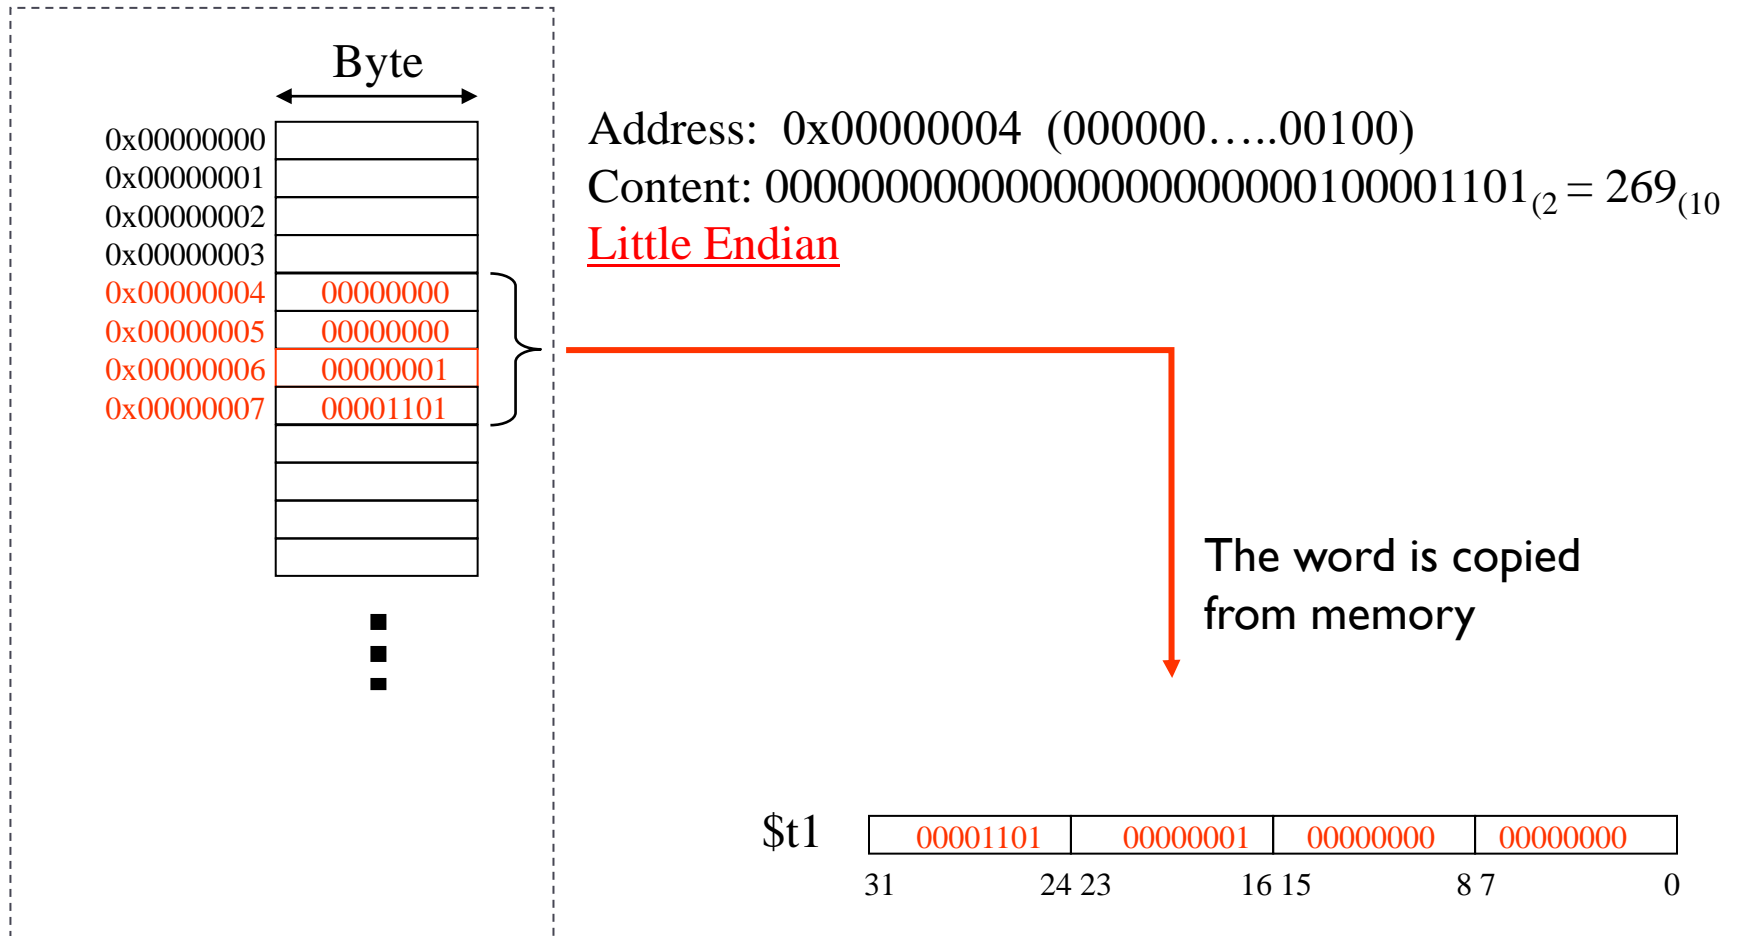 Byte
0x00000000
0x00000001
0x00000002
0x00000003
0x00000004 00000000
0x00000005 00000000
0x00000006 00000001
0x00000007 00001101
Address: 0x00000004 (000000…..00100)
Content: 00000000000000000000000100001101(2 = 269(10
Little Endian
The word is copied
from memory
$t1 00001101 00000001 00000000 00000000
31 24 23 16 15 8 7 0